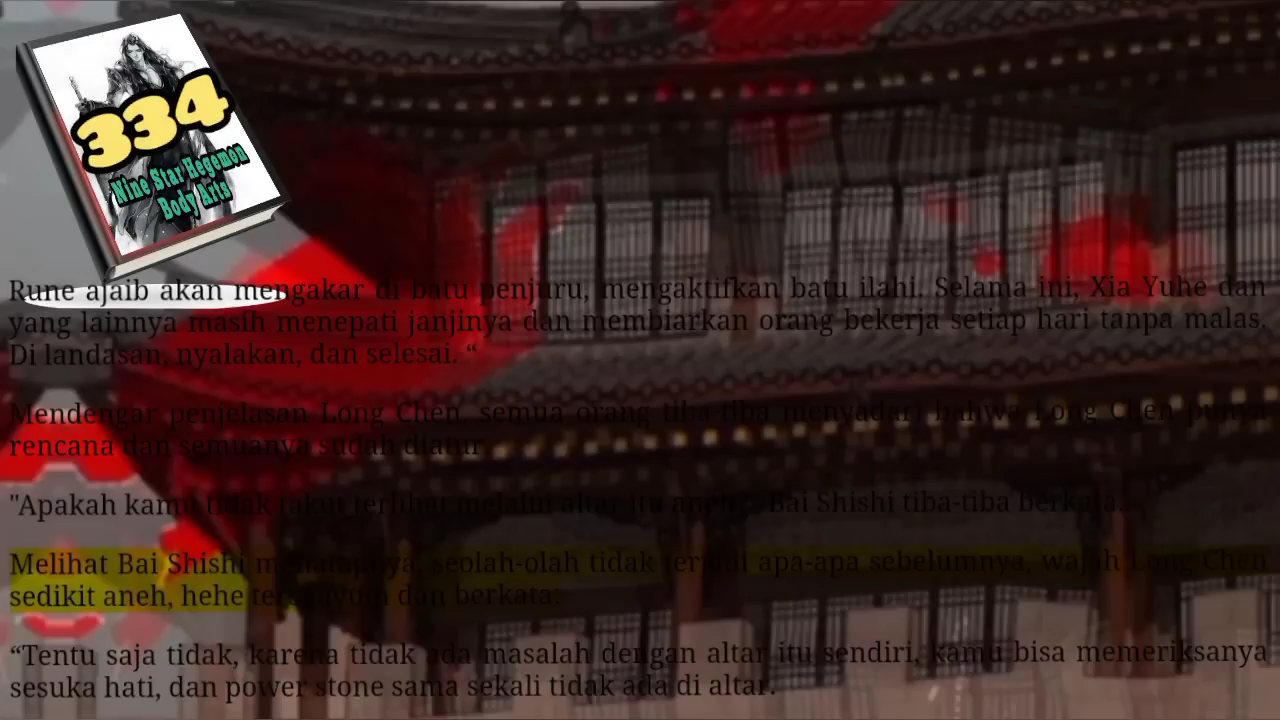 334
Nine Star Hegemon
Body Arts
Rune ajaib akan mengakar di batu penjuru, mengaktifkan batu ilahi. Selama ini, Xia Yuhe dan
yang lainnya masih menepati janjinya dan membiarkan orang bekerja setiap hari tanpa malas.
Di landasan, nyalakan, dan selesai. “
Mendengar penjelasan Long Chen, semua orang tiba-tiba menyadari bahwa Long Chen punya
rencana dan semuanya sudah diatur
"Apakah kamu tidak takut terlihat melalui altar itu aneh?" Bai Shishi tiba-tiba berkata.
Melihat Bai Shishi menatapnya, seolah-olah tidak terjadi apa-apa sebelumnya, wajah Long Chen
sedikit aneh, hehe tersenyum dan berkata:
“Tentu saja tidak, karena tidak ada masalah dengan altar itu sendiri, kamu bisa memeriksanya
sesuka hati, dan power stone sama sekali tidak ada di altar.